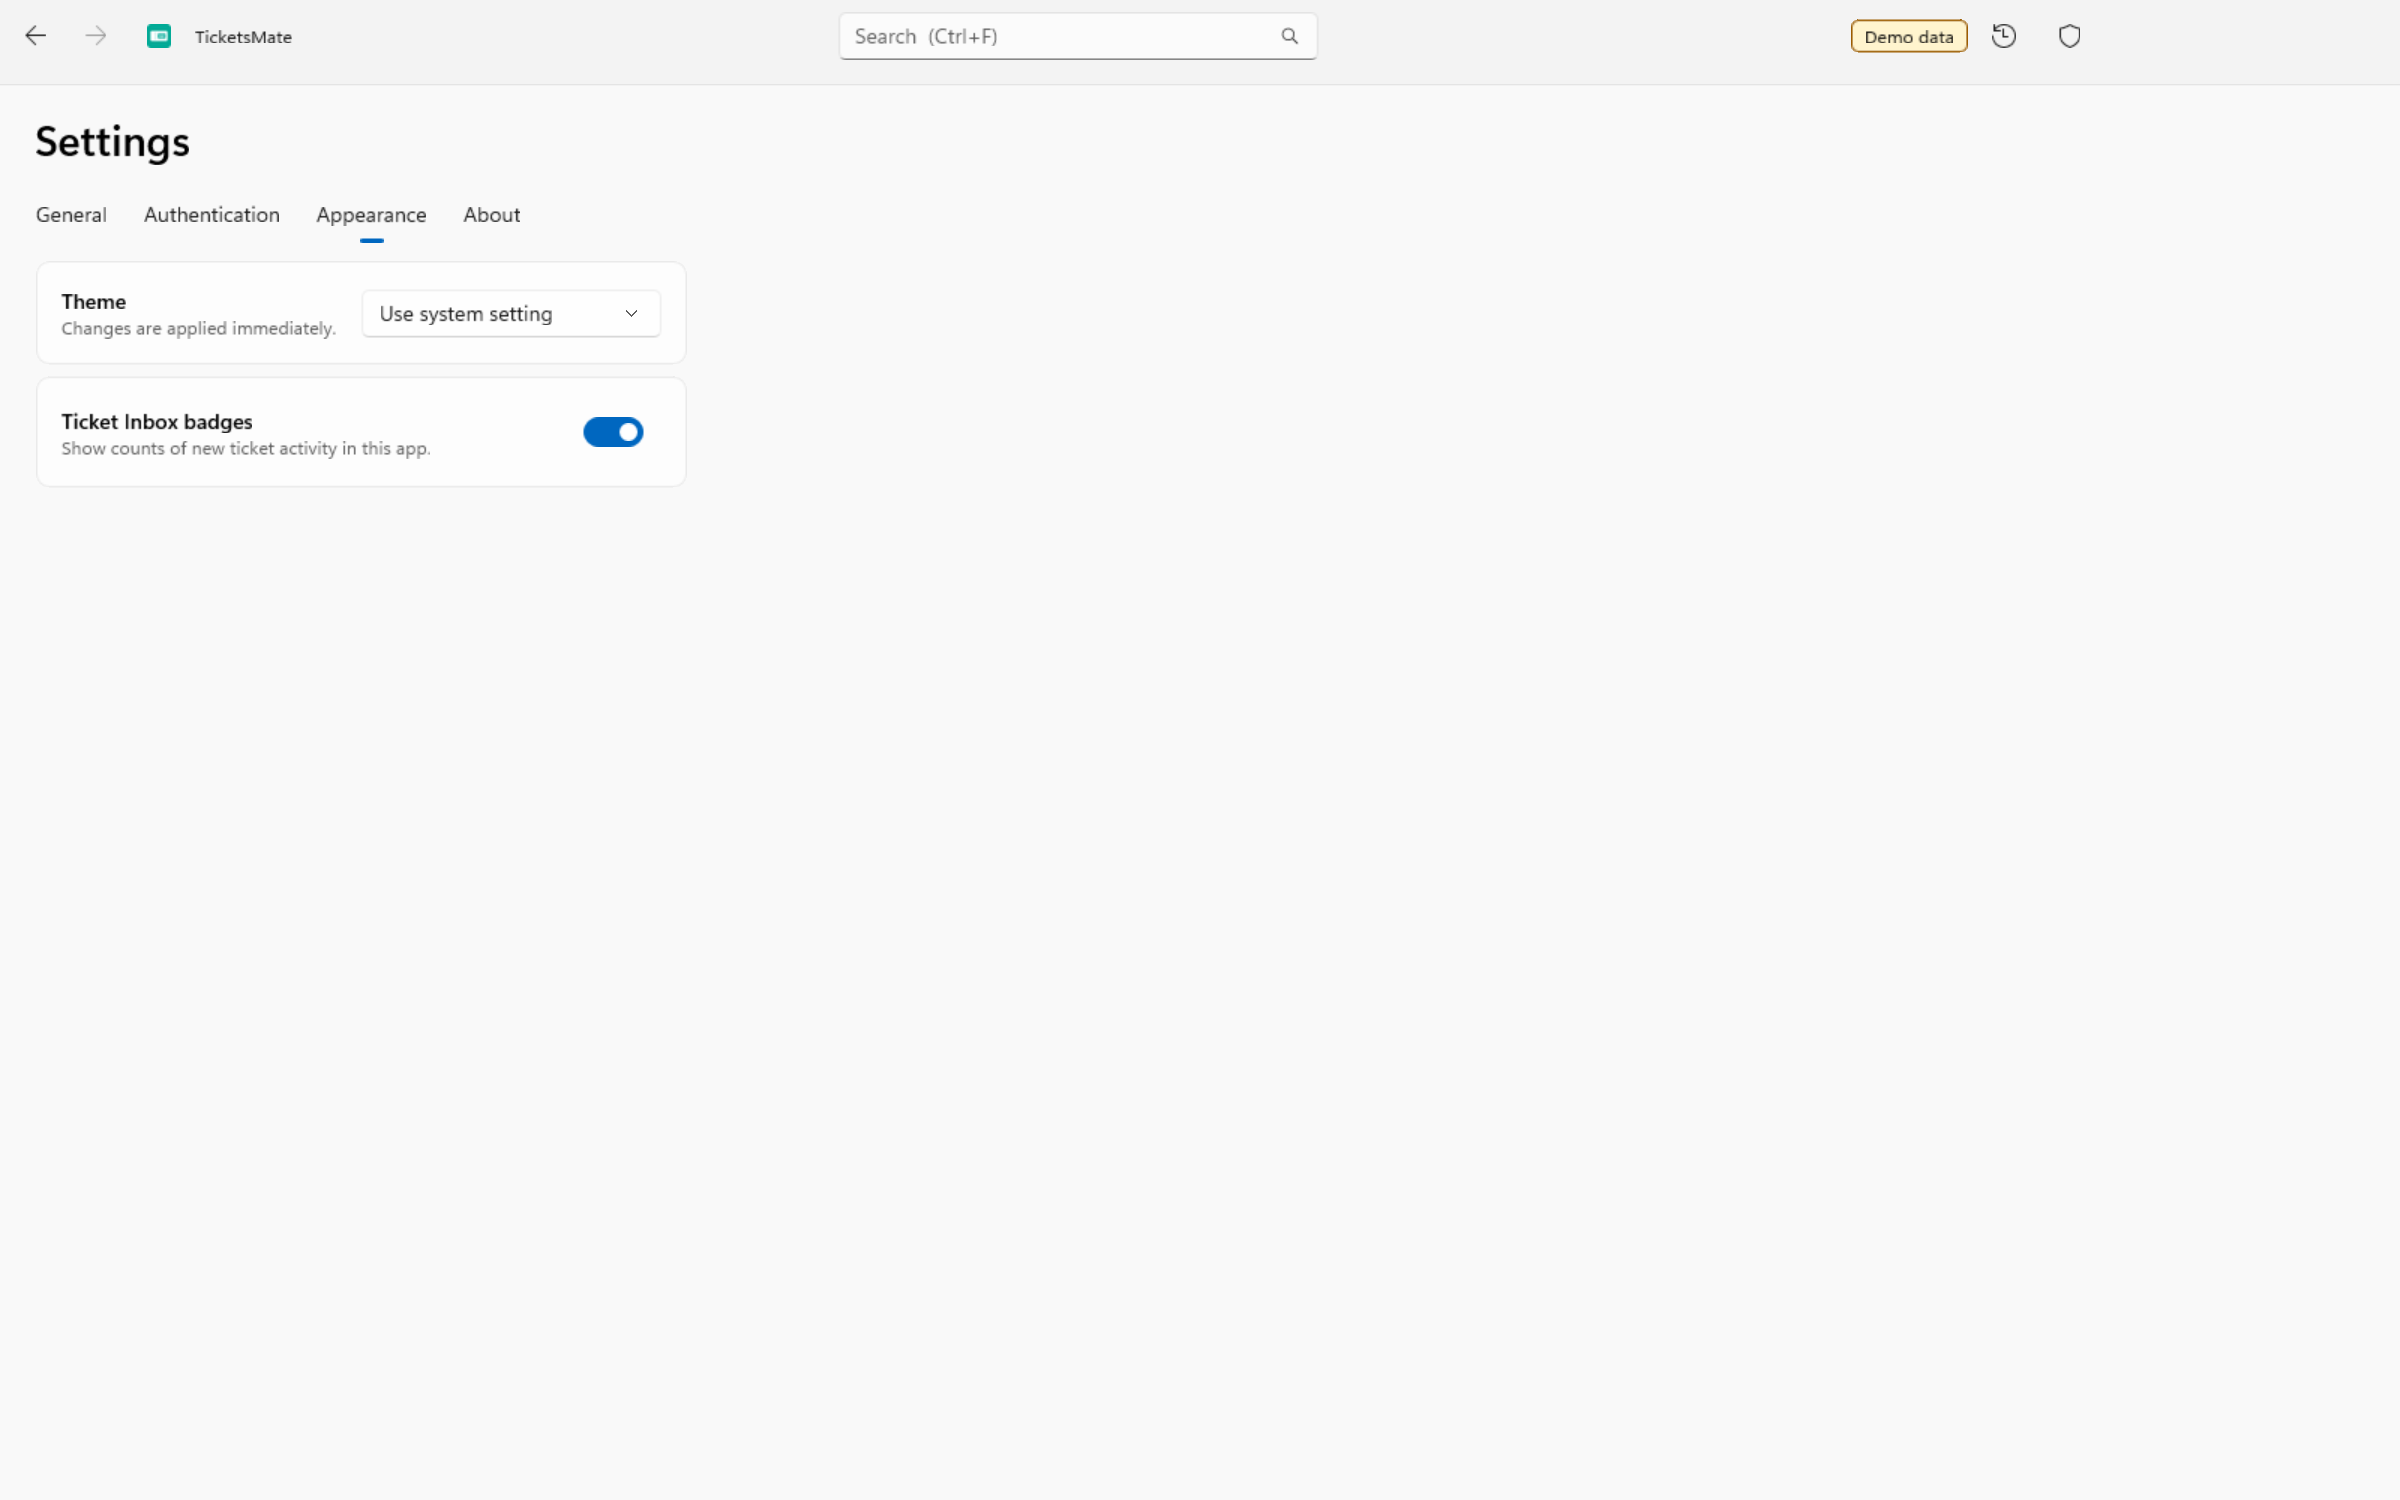 TicketsMate
Search (Ctrl+F)
Demo data
Settings
General
Authentication
Appearance
About
Theme
Changes are applied immediately.
Use system setting
Ticket Inbox badges
Show counts of new ticket activity in this app.